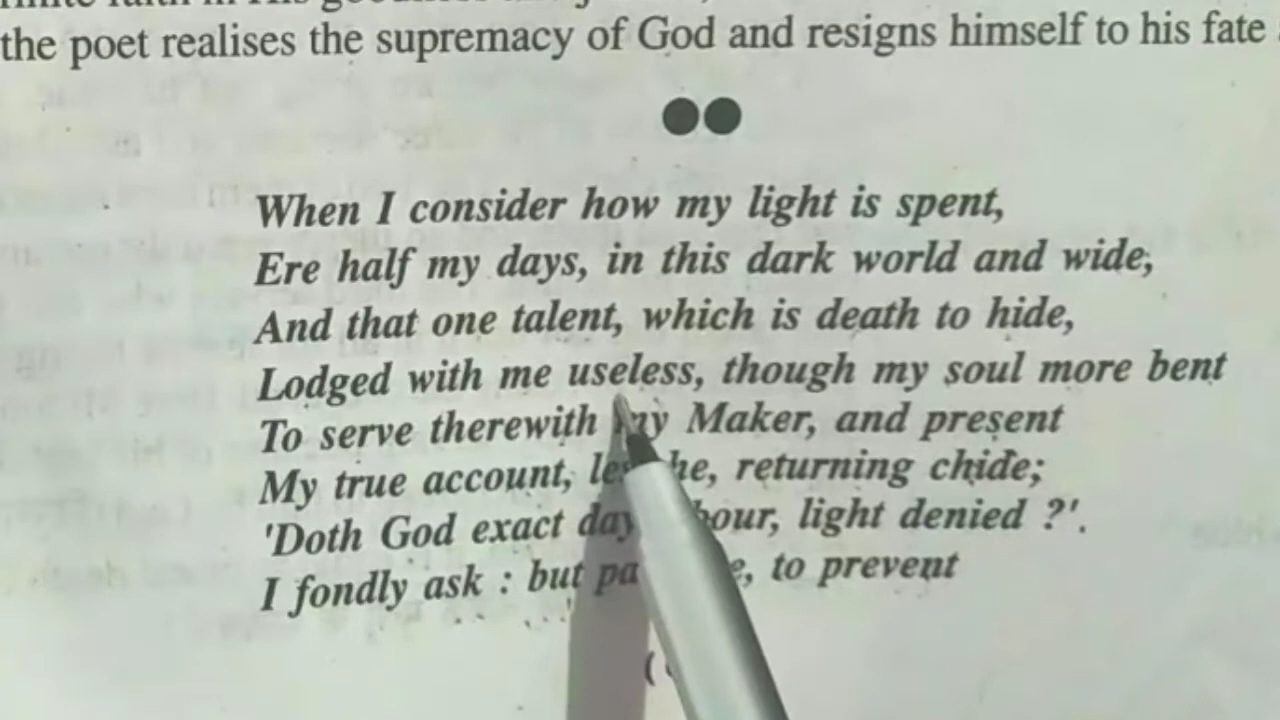 the poet realises the supremacy of God and resigns himself to his fate
When I consider how my light is spent,
Ere half my days, in this dark world and wide,
And that one talent, which is death to hide,
Lodged with me useless, though my soul more bent
To serve therewith my Maker, and present
My true account, he, returning chide;
'Doth God exact day hour, light denied ?'.
I fondly ask : but to prevent